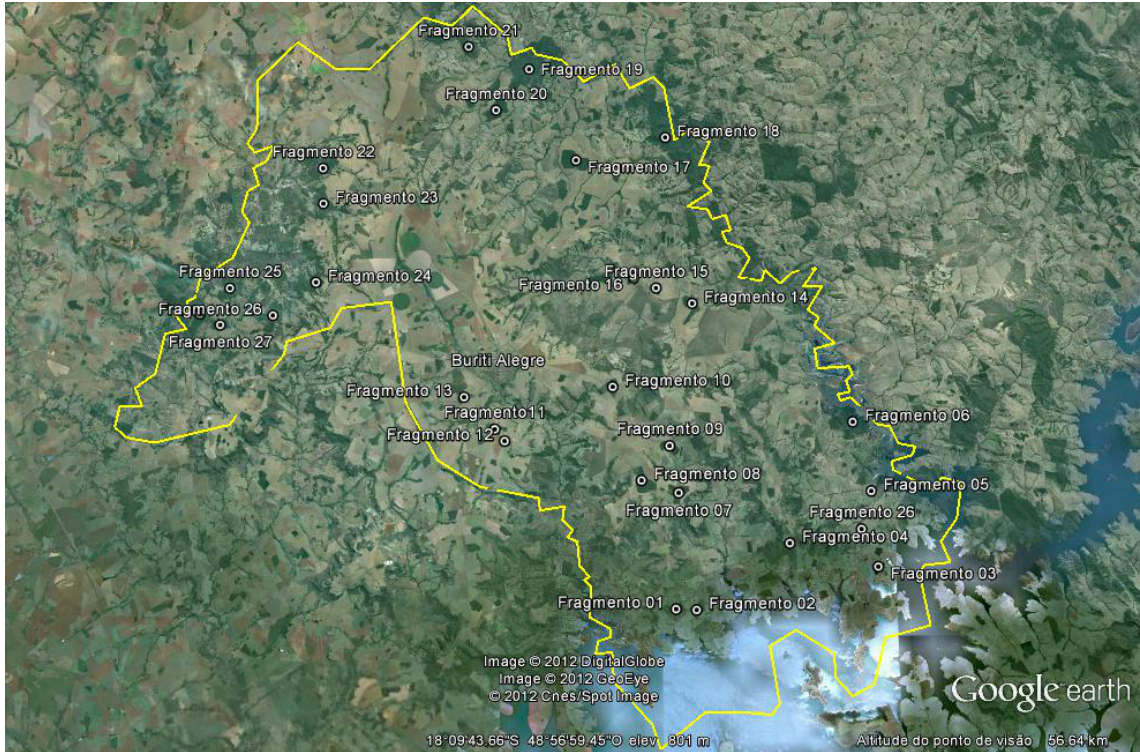 Fragmento 21
Fragmento 19
Fragmento 20
Fragmento 18
Fragmento 22
Fragmento 17
Fragmento 23
Fragmento 25
Fragmento 24
Fragmento 15
Fragmento 16
Fragmento 14
Fragmento 26
Fragmento 27
Buriti Alegre
Fragmento 13
Fragmento 10
Fragmento11
Fragmento 12
Fragmento 06
Fragmento 09
Fragmento 08
Fragmento 05
Fragmento 07
Fragmento 26
Fragmento 04
Fragmento 03
Fragmento 01
Fragmento 02
Image © 2012 DigitalGlobe
Image © 2012 GeoEye
© 2012 Cnes/Spot Image
Google earth
18°09'43.66"S 48°56'59.45"O elev 801 m
Altitude do ponto de visão 56.64 km